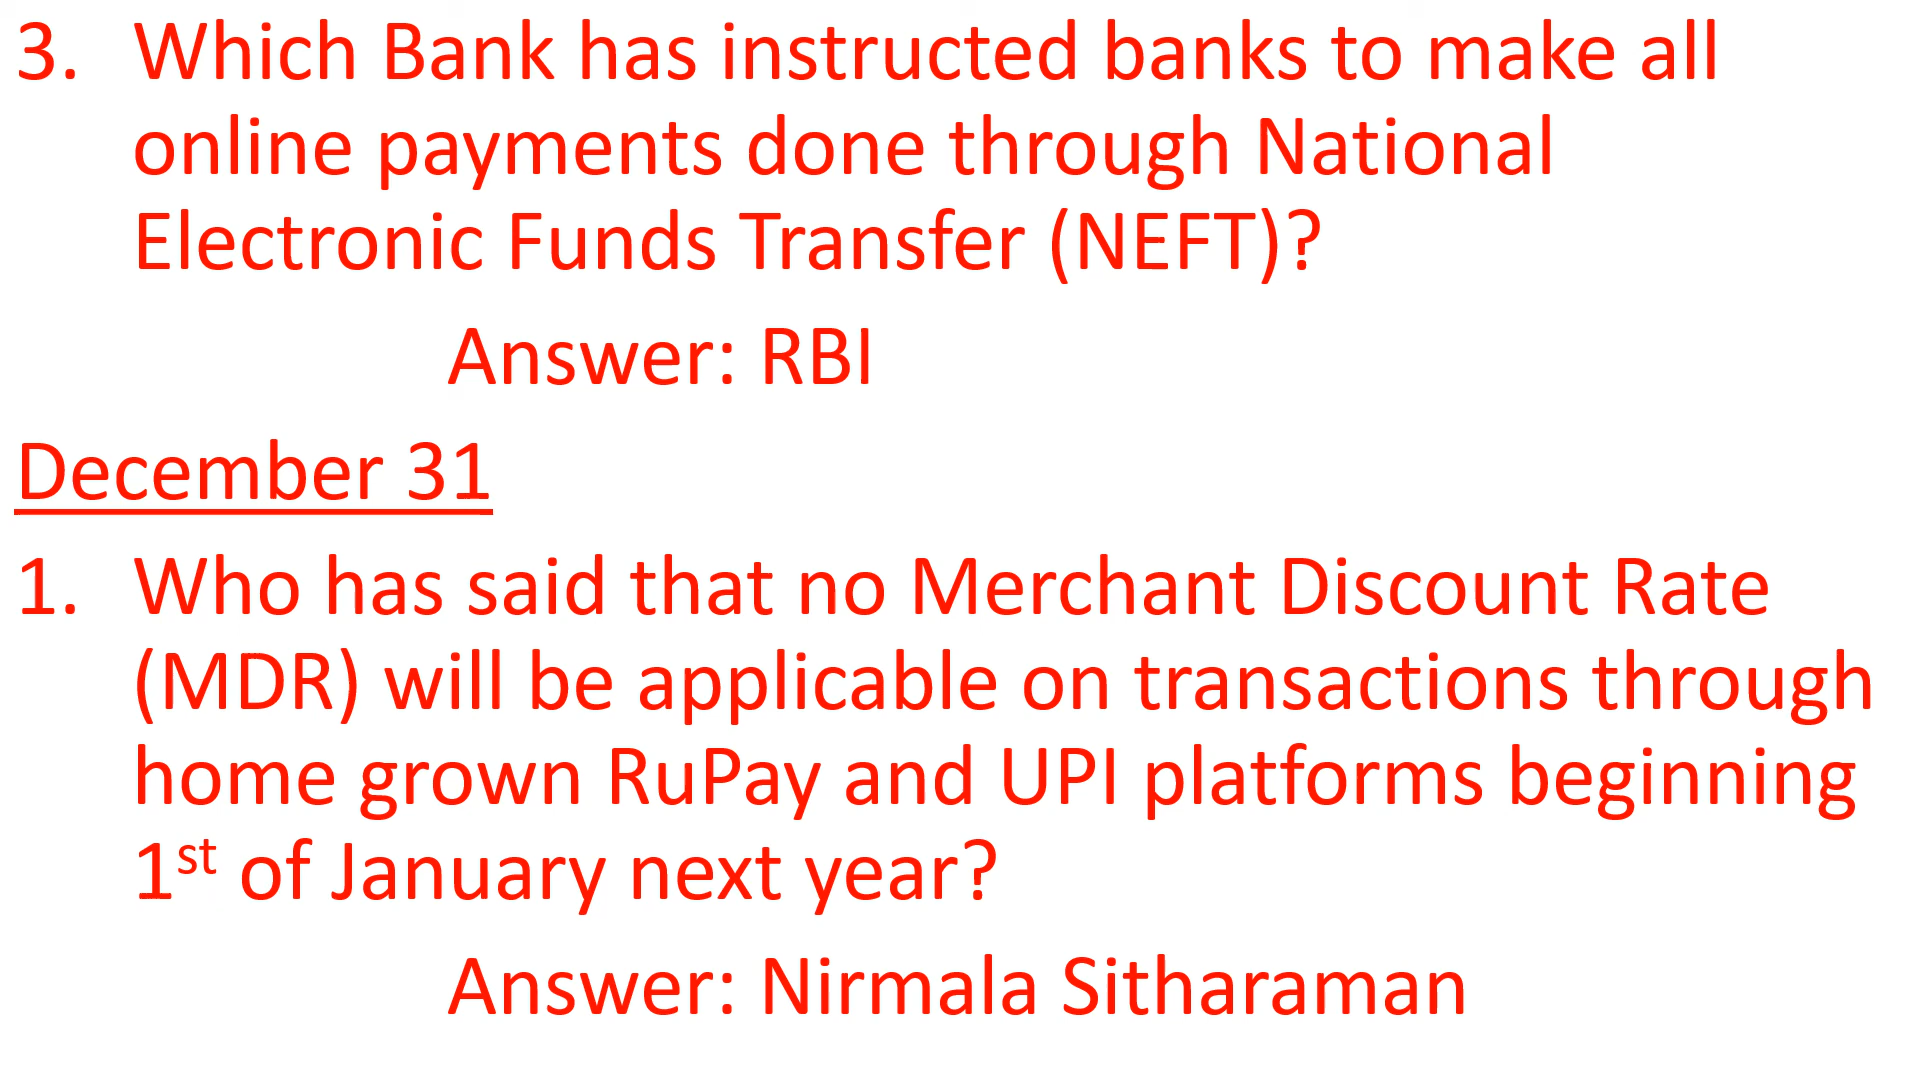 3. Which Bank has instructed banks to make all
online payments done through National
Electronic Funds Transfer (NEFT)?
Answer: RBI
December 31
1. Who has said that no Merchant Discount Rate
(MDR) will be applicable on transactions through
home grown RuPay and UPI platforms beginning
1st of January next year?
Answer: Nirmala Sitharaman